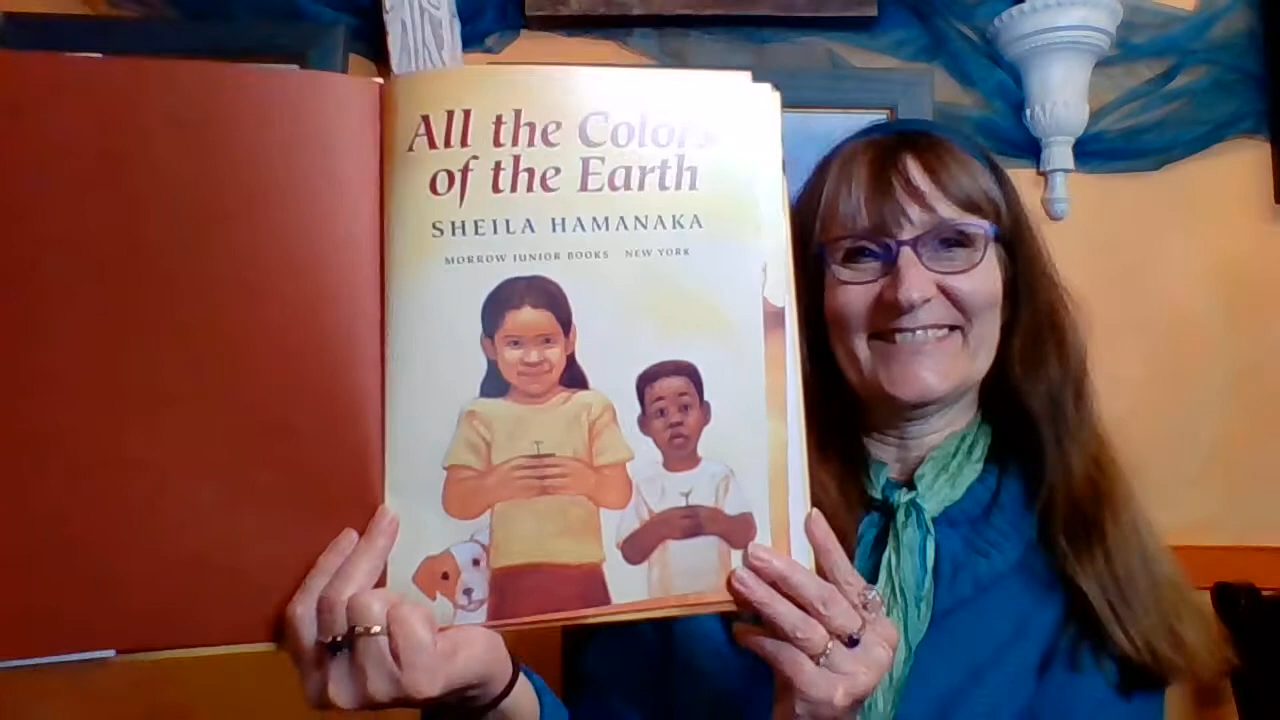 All the Colors
of the Earth
SHEILA HAMANAKA
MORROW JUNIOR BOOKS NEW YORK